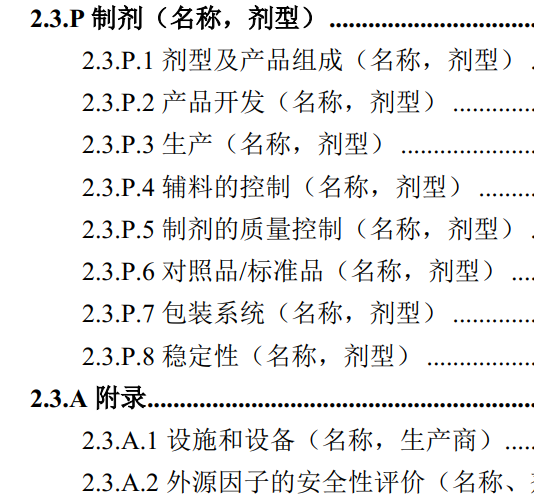 2.3.P 制剂（名称，剂型）....................................
2.3.P.1 剂型及产品组成（名称，剂型）.
2.3.P.2 产品开发（名称，剂型）..............
2.3.P.3 生产（名称，剂型）......................
2.3.P.4 辅料的控制（名称，剂型）.........
2.3.P.5 制剂的质量控制（名称，剂型）.
2.3.P.6 对照品/标准品（名称，剂型）....
2.3.P.7 包装系统（名称，剂型）..............
2.3.P.8 稳定性（名称，剂型）..................
2.3.A 附录.................................................................
2.3.A.1 设施和设备（名称，生产商）.....
2.3.A.2 外源因子的安全性评价（名称、